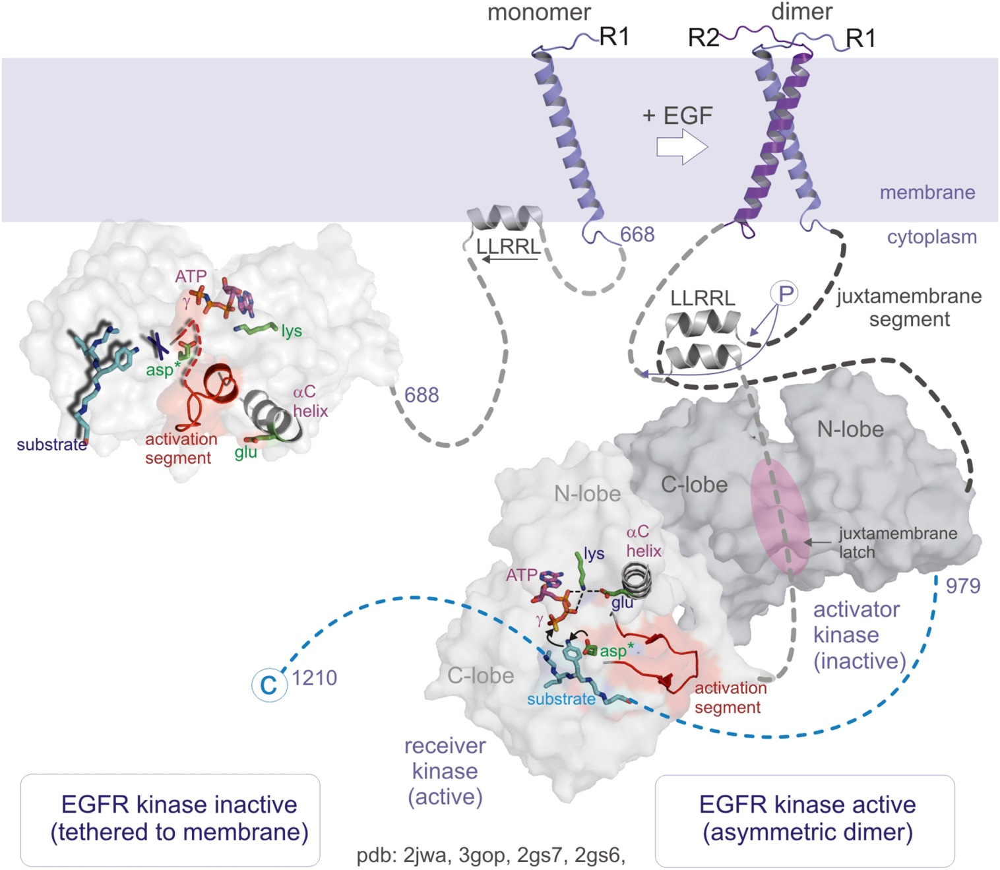 monomer
dimer
R1
R2
R1
+ EGF
membrane
cytoplasm
668
LLRRL
ATP
γ
lys
asp*
αC
helix
688
substrate
activation
segment
glu
LLRRL
P
juxtamembrane
segment
N-lobe
C-lobe
N-lobe
juxtamembrane
latch
αC
helix
lys
ATP
glu
γ
979
activator
kinase
(inactive)
asp*
C-lobe
C
1210
substrate
activation
segment
receiver
kinase
(active)
EGFR kinase inactive
(tethered to membrane)
EGFR kinase active
(asymmetric dimer)
pdb: 2jwa, 3gop, 2gs7, 2gs6,